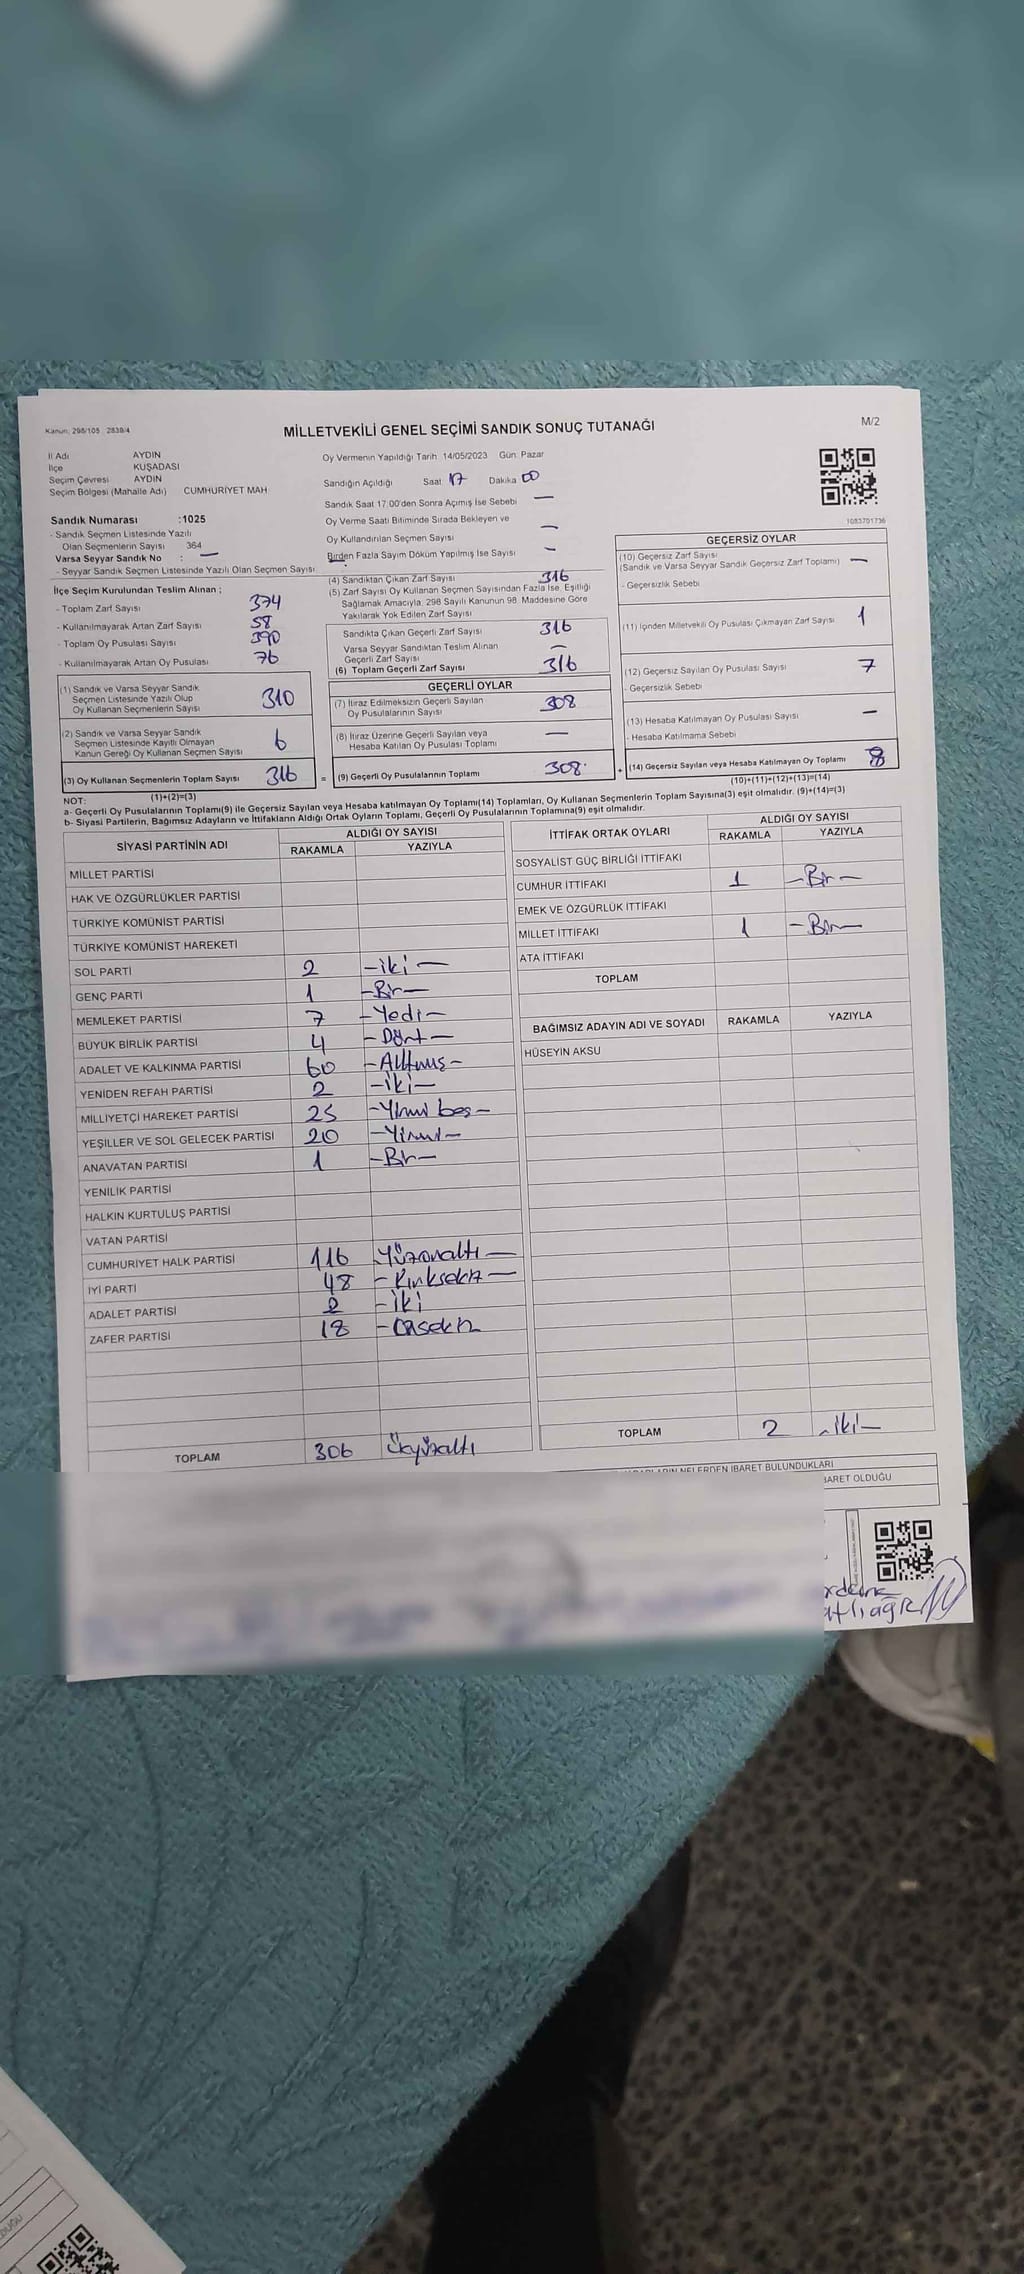 Kanun: 298/105 2839/4
MİLLETVEKİLİ GENEL SEÇİMİ SANDIK SONUÇ TUTANAĞI
M/2
İl Adı AYDIN
İlçe KUŞADASI
Seçim Çevresi AYDIN
Seçim Bölgesi (Mahalle Adı) CUMHURİYET MAH
Sandık Numarası :1025
- Sandık Seçmen Listesinde Yazılı
Olan Seçmenlerin Sayısı 364
Varsa Seyyar Sandık No : —
- Seyyar Sandık Seçmen Listesinde Yazılı Olan Seçmen Sayısı:
Oy Vermenin Yapıldığı Tarih 14/05/2023 Gün: Pazar
Sandığın Açıldığı Saat 17 Dakika 00
Sandık Saat 17.00'den Sonra Açımış İse Sebebi —
Oy Verme Saati Bitiminde Sırada Bekleyen ve
Oy Kullandırılan Seçmen Sayısı —
Birden Fazla Sayım Döküm Yapılmış İse Sayısı —
1083701736
İlçe Seçim Kurulundan Teslim Alınan ;
- Toplam Zarf Sayısı 374
- Kullanılmayarak Artan Zarf Sayısı 58
- Toplam Oy Pusulası Sayısı 390
- Kullanılmayarak Artan Oy Pusulası 76
(1) Sandık ve Varsa Seyyar Sandık
Seçmen Listesinde Yazılı Olup
Oy Kullanan Seçmenlerin Sayısı 310
(2) Sandık ve Varsa Seyyar Sandık
Seçmen Listesinde Kayıtlı Olmayan
Kanun Gereği Oy Kullanan Seçmen Sayısı 6
(3) Oy Kullanan Seçmenlerin Toplam Sayısı 316
(1)+(2)=(3)
(4) Sandıktan Çıkan Zarf Sayısı 316
(5) Zarf Sayısı Oy Kullanan Seçmen Sayısından Fazla İse, Eşitliği
Sağlamak Amacıyla, 298 Sayılı Kanunun 98. Maddesine Göre
Yakılarak Yok Edilen Zarf Sayısı
Sandıkta Çıkan Geçerli Zarf Sayısı 316
Varsa Seyyar Sandıktan Teslim Alınan
Geçerli Zarf Sayısı —
(6) Toplam Geçerli Zarf Sayısı 316
GEÇERLİ OYLAR
(7) İtiraz Edilmeksizin Geçerli Sayılan
Oy Pusulalarının Sayısı 308
(8) İtiraz Üzerine Geçerli Sayılan veya
Hesaba Katılan Oy Pusulası Toplamı —
= (9) Geçerli Oy Pusulalarının Toplamı 308
GEÇERSİZ OYLAR
(10) Geçersiz Zarf Sayısı
(Sandık ve Varsa Seyyar Sandık Geçersiz Zarf Toplamı) —
- Geçersizlik Sebebi
(11) İçinden Milletvekili Oy Pusulası Çıkmayan Zarf Sayısı 1
(12) Geçersiz Sayılan Oy Pusulası Sayısı 7
- Geçersizlik Sebebi
(13) Hesaba Katılmayan Oy Pusulası Sayısı —
- Hesaba Katılmama Sebebi
+ (14) Geçersiz Sayılan veya Hesaba Katılmayan Oy Toplamı 8
(10)+(11)+(12)+(13)=(14)
NOT:
a- Geçerli Oy Pusulalarının Toplamı(9) ile Geçersiz Sayılan veya Hesaba katılmayan Oy Toplamı(14) Toplamları, Oy Kullanan Seçmenlerin Toplam Sayısına(3) eşit olmalıdır. (9)+(14)=(3)
b- Siyasi Partilerin, Bağımsız Adayların ve İttifakların Aldığı Ortak Oyların Toplamı, Geçerli Oy Pusulalarının Toplamına(9) eşit olmalıdır.
SİYASİ PARTİNİN ADI ALDIĞI OY SAYISI
RAKAMLA YAZIYLA
MİLLET PARTİSİ
HAK VE ÖZGÜRLÜKLER PARTİSİ
TÜRKİYE KOMÜNİST PARTİSİ
TÜRKİYE KOMÜNİST HAREKETİ
SOL PARTİ 2 -iki—
GENÇ PARTİ 1 -Bir—
MEMLEKET PARTİSİ 7 -Yedi-
BÜYÜK BİRLİK PARTİSİ 4 -Dört—
ADALET VE KALKINMA PARTİSİ 60 -Altmış-
YENİDEN REFAH PARTİSİ 2 -iki—
MİLLİYETÇİ HAREKET PARTİSİ 25 -Yirmi beş-
YEŞİLLER VE SOL GELECEK PARTİSİ 20 -Yirmi—
ANAVATAN PARTİSİ 1 -Bir—
YENİLİK PARTİSİ
HALKIN KURTULUŞ PARTİSİ
VATAN PARTİSİ
CUMHURİYET HALK PARTİSİ 116 Yüzonaltı—
İYİ PARTİ 48 -Kırksekiz—
ADALET PARTİSİ 2 -iki
ZAFER PARTİSİ 18 -Onsekiz
TOPLAM 306 Üçyüzaltı
İTTİFAK ORTAK OYLARI ALDIĞI OY SAYISI
RAKAMLA YAZIYLA
SOSYALİST GÜÇ BİRLİĞİ İTTİFAKI
CUMHUR İTTİFAKI 1 -Bir—
EMEK VE ÖZGÜRLÜK İTTİFAKI
MİLLET İTTİFAKI 1 -Bir—
ATA İTTİFAKI
TOPLAM
BAĞIMSIZ ADAYIN ADI VE SOYADI RAKAMLA YAZIYLA
HÜSEYİN AKSU
TOPLAM 2 -iki—
NELERDEN İBARET BULUNDUKLARI
BARET OLDUĞU